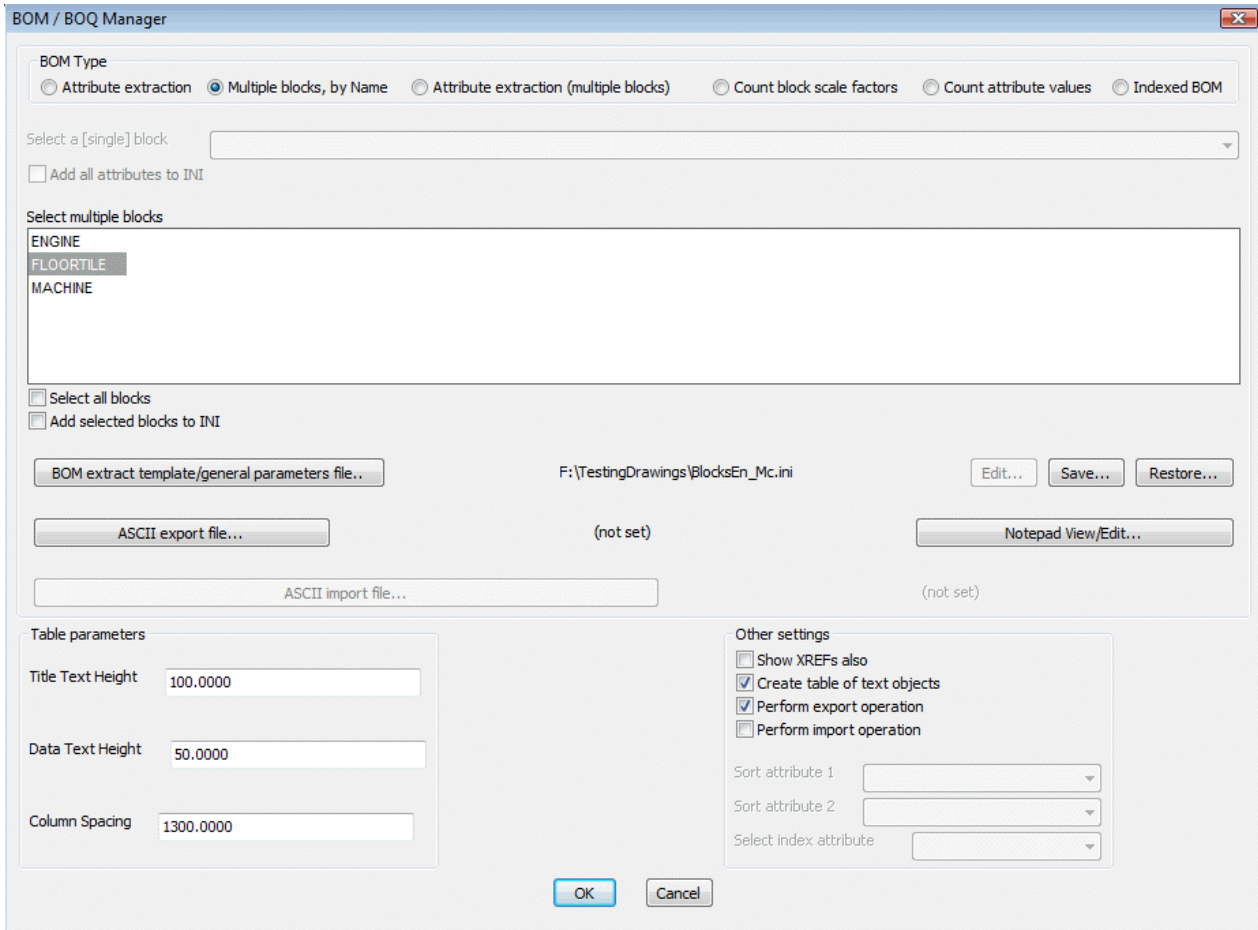 BOM / BOQ Manager
BOM Type
Attribute extraction Multiple blocks, by Name Attribute extraction (multiple blocks) Count block scale factors Count attribute values Indexed BOM
Select a [single] block
Add all attributes to INI
Select multiple blocks
ENGINE
FLOORTILE
MACHINE
Select all blocks
Add selected blocks to INI
BOM extract template/general parameters file.. F:\TestingDrawings\BlocksEn_Mc.ini Edit... Save... Restore...
ASCII export file... (not set) Notepad View/Edit...
ASCII import file... (not set)
Table parameters
Title Text Height 100.0000
Data Text Height 50.0000
Column Spacing 1300.0000
Other settings
Show XREFs also
Create table of text objects
Perform export operation
Perform import operation
Sort attribute 1
Sort attribute 2
Select index attribute
OK Cancel